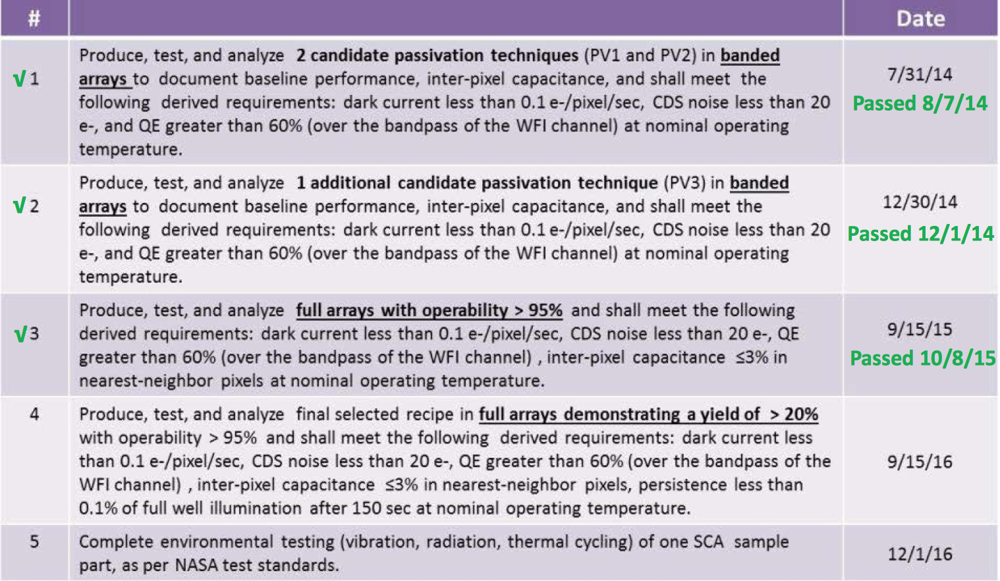 # Date
Produce, test, and analyze 2 candidate passivation techniques (PV1 and PV2) in banded
√ 1 arrays to document baseline performance, inter-pixel capacitance, and shall meet the 7/31/14
following derived requirements: dark current less than 0.1 e-/pixel/sec, CDS noise less than 20 Passed 8/7/14
e-, and QE greater than 60% (over the bandpass of the WFI channel) at nominal operating
temperature.
Produce, test, and analyze 1 additional candidate passivation technique (PV3) in banded
√ 2 arrays to document baseline performance, inter-pixel capacitance, and shall meet the 12/30/14
following derived requirements: dark current less than 0.1 e-/pixel/sec, CDS noise less than 20 Passed 12/1/14
e-, and QE greater than 60% (over the bandpass of the WFI channel) at nominal operating
temperature.
Produce, test, and analyze full arrays with operability > 95% and shall meet the following
√ 3 derived requirements: dark current less than 0.1 e-/pixel/sec, CDS noise less than 20 e-, QE 9/15/15
greater than 60% (over the bandpass of the WFI channel) , inter-pixel capacitance ≤3% in Passed 10/8/15
nearest-neighbor pixels at nominal operating temperature.
4 Produce, test, and analyze final selected recipe in full arrays demonstrating a yield of > 20%
with operability > 95% and shall meet the following derived requirements: dark current less
than 0.1 e-/pixel/sec, CDS noise less than 20 e-, QE greater than 60% (over the bandpass of the 9/15/16
WFI channel) , inter-pixel capacitance ≤3% in nearest-neighbor pixels, persistence less than
0.1% of full well illumination after 150 sec at nominal operating temperature.
5 Complete environmental testing (vibration, radiation, thermal cycling) of one SCA sample 12/1/16
part, as per NASA test standards.